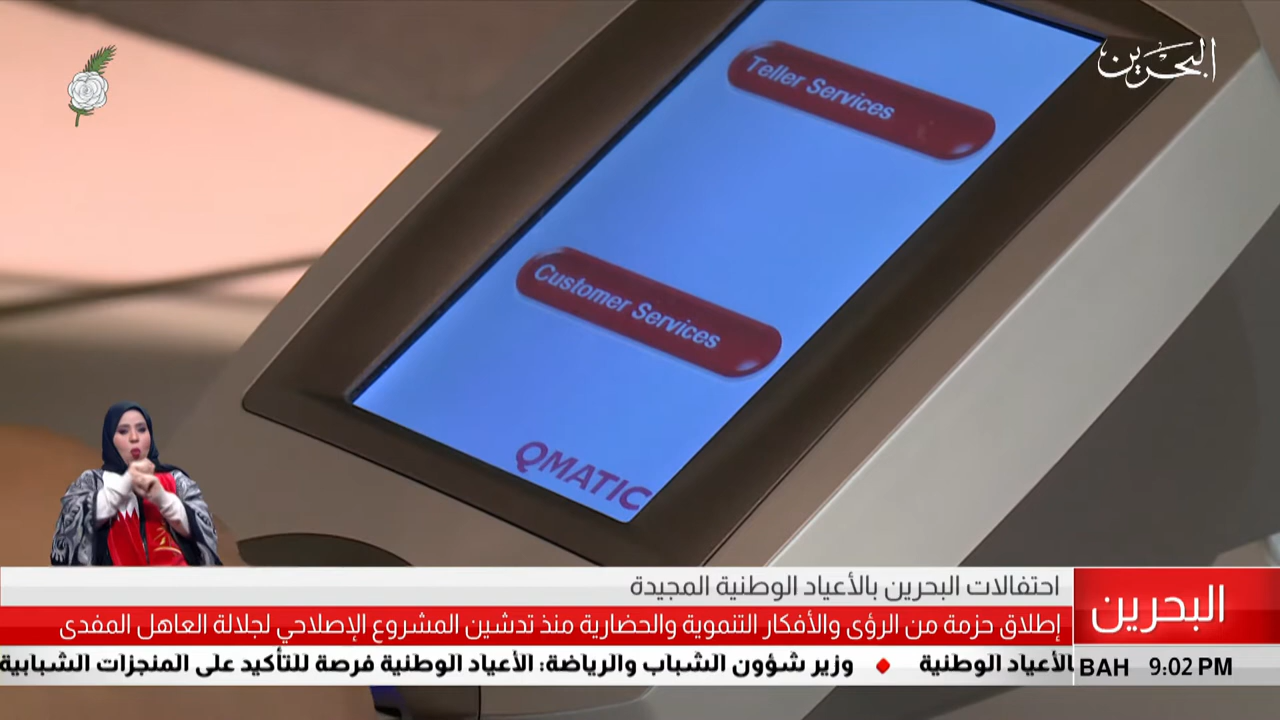 البحرين
Teller Services
Customer Services
QMATIC
احتفالات البحرين بالأعياد الوطنية المجيدة
البحرين
إطلاق حزمة من الرؤى والأفكار التنموية والحضارية منذ تدشين المشروع الإصلاحي لجلالة العاهل المفدى
بالأعياد الوطنية ♦ وزير شؤون الشباب والرياضة: الأعياد الوطنية فرصة للتأكيد على المنجزات الشبابية
BAH 9:02 PM